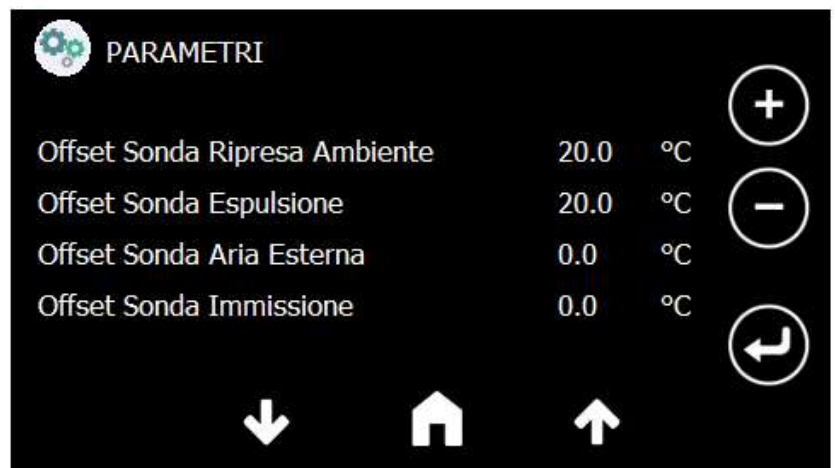 PARAMETRI
Offset Sonda Ripresa Ambiente 20.0 °C
Offset Sonda Espulsione 20.0 °C
Offset Sonda Aria Esterna 0.0 °C
Offset Sonda Immissione 0.0 °C